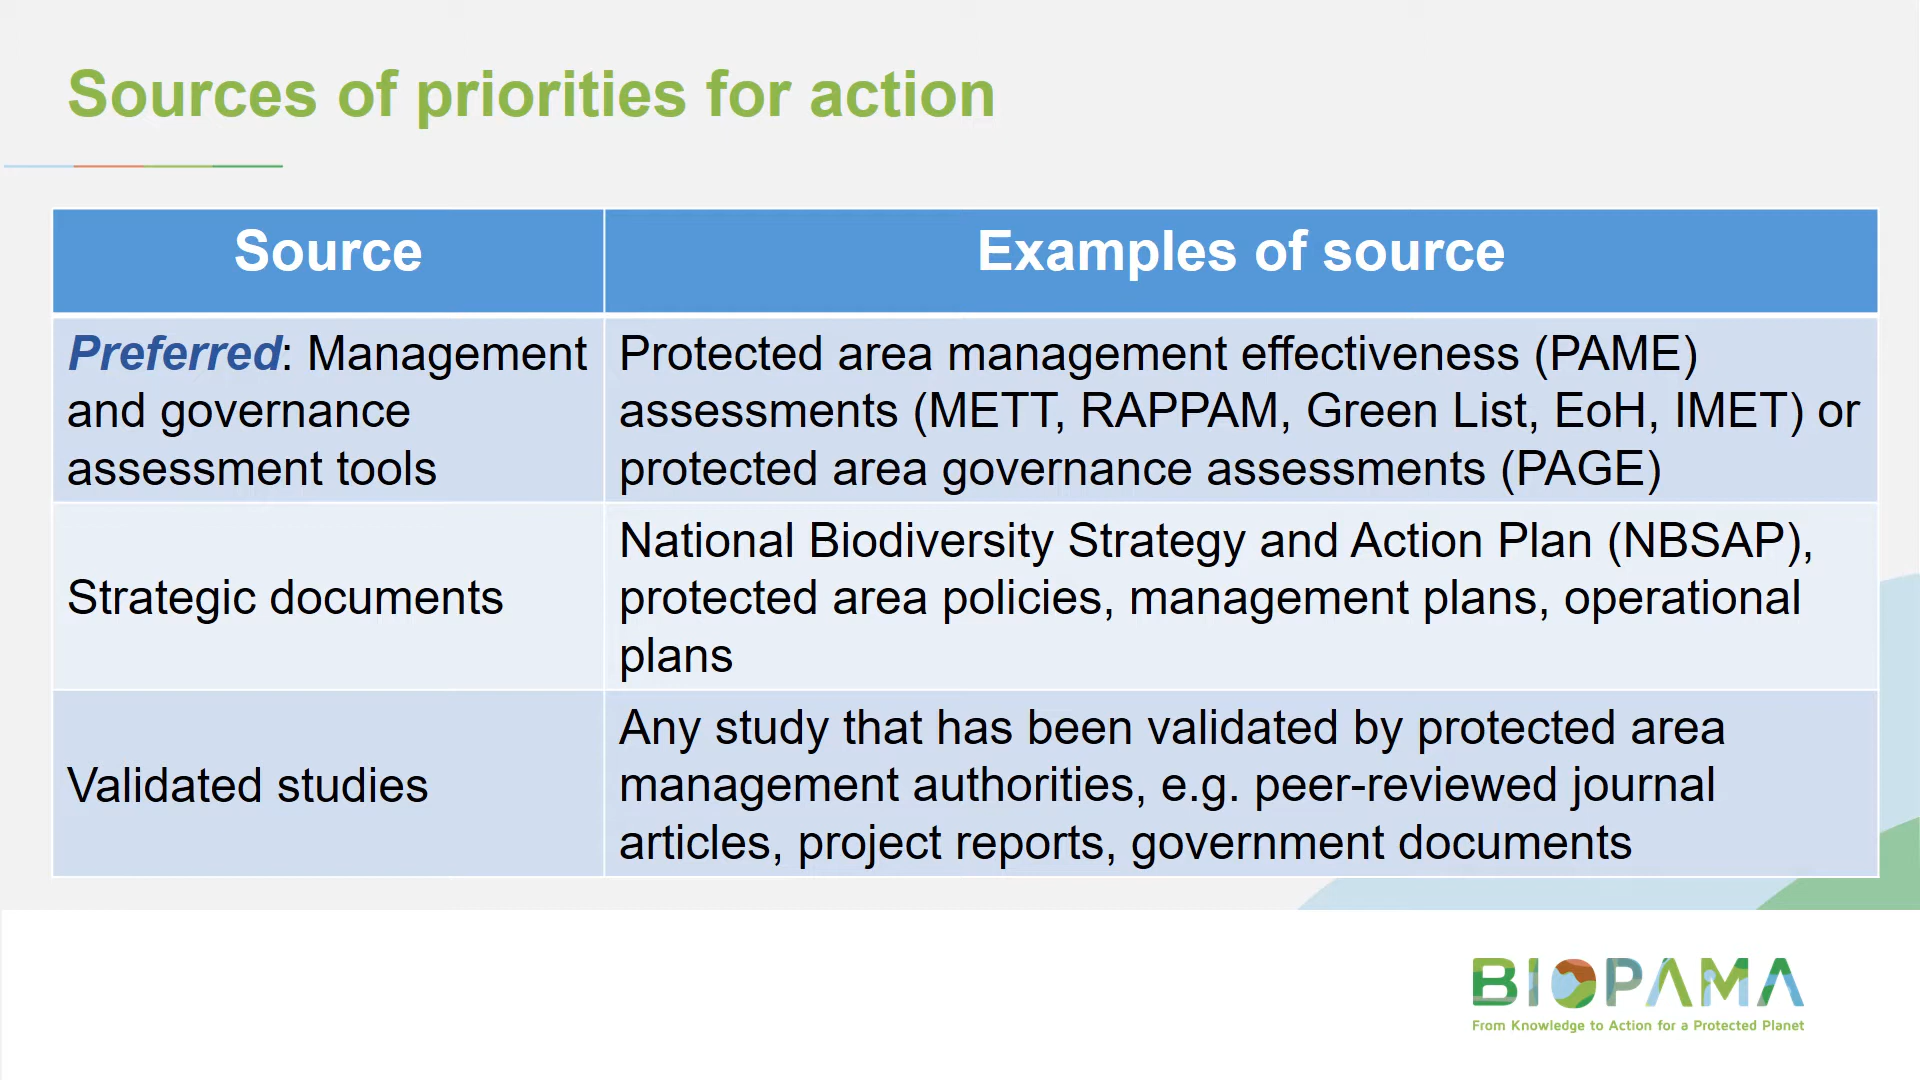 Sources of priorities for action
Source
Examples of source
Preferred: Management
and governance
assessment tools
Protected area management effectiveness (PAME)
assessments (METT, RAPPAM, Green List, EoH, IMET) or
protected area governance assessments (PAGE)
Strategic documents
National Biodiversity Strategy and Action Plan (NBSAP),
protected area policies, management plans, operational
plans
Validated studies
Any study that has been validated by protected area
management authorities, e.g. peer-reviewed journal
articles, project reports, government documents
BIOPAMA
From Knowledge to Action for a Protected Planet